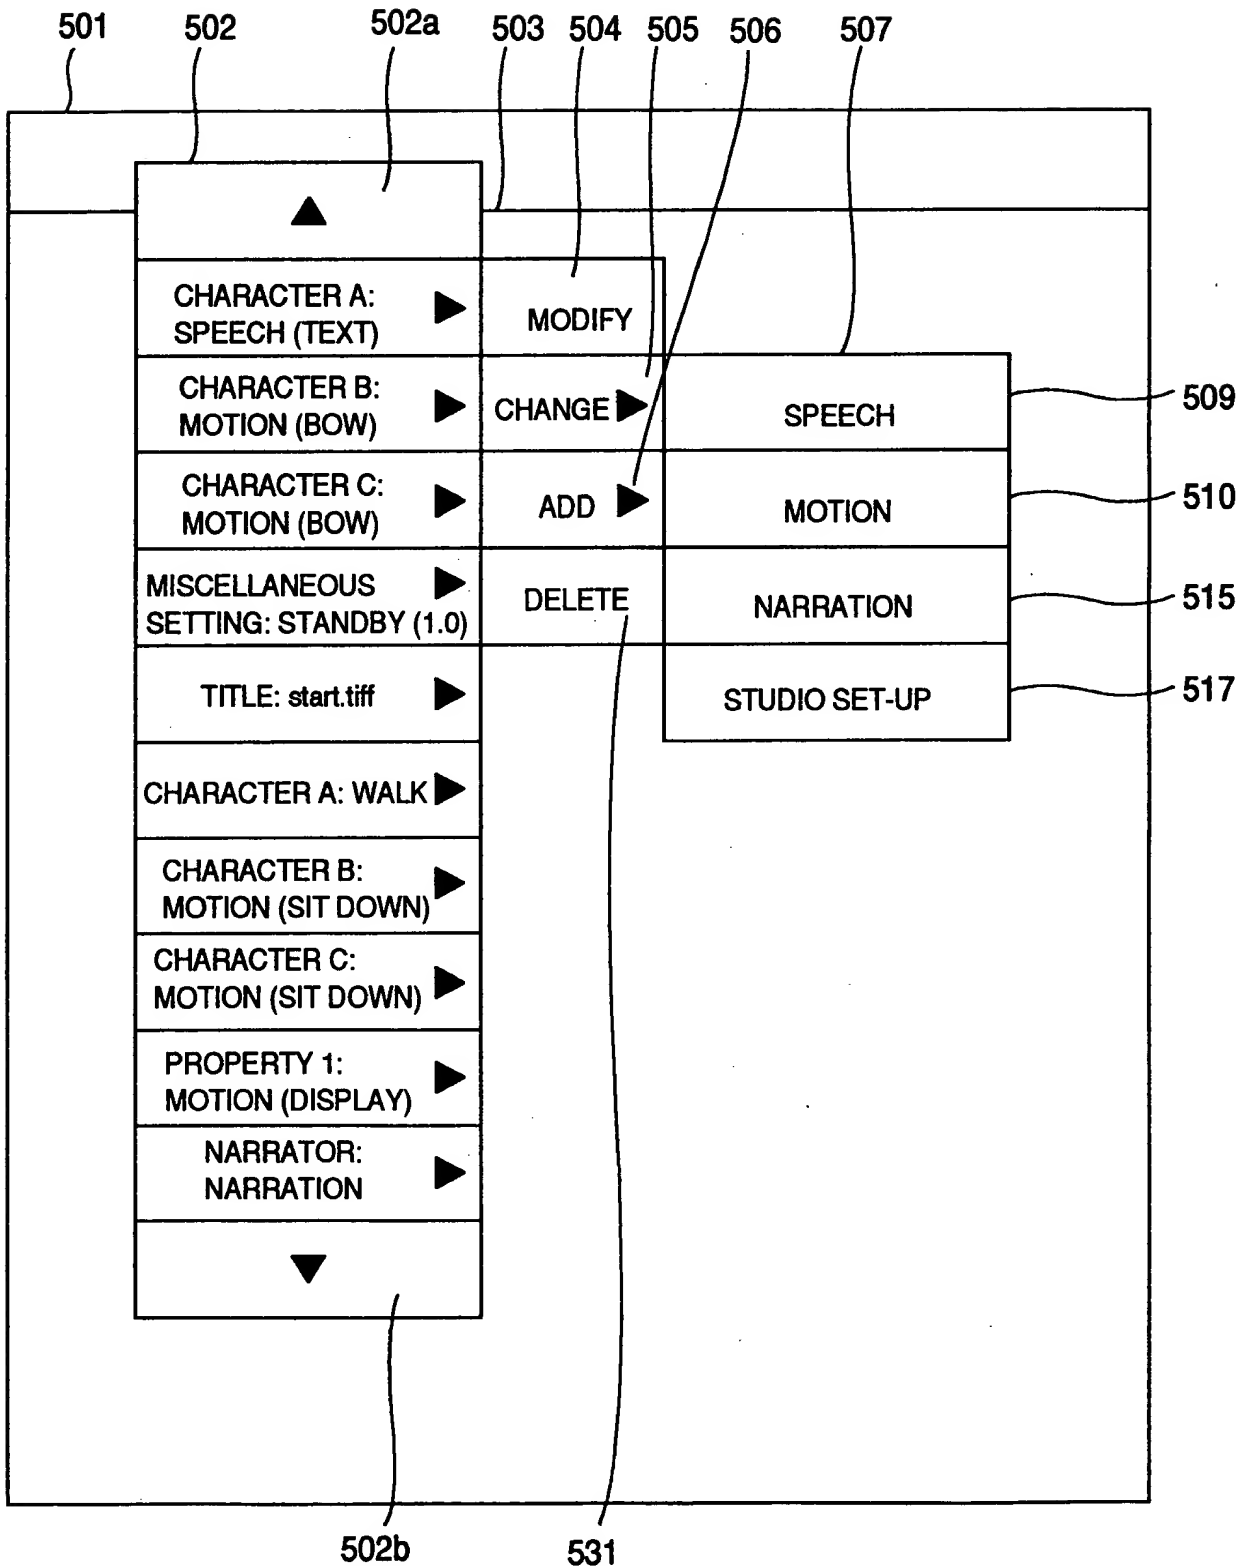 501 502 502a 503 504 505 506 507
CHARACTER A:
SPEECH (TEXT)
MODIFY
CHARACTER B:
MOTION (BOW)
CHANGE
SPEECH
509
CHARACTER C:
MOTION (BOW)
ADD
MOTION
510
MISCELLANEOUS
SETTING: STANDBY (1.0)
DELETE
NARRATION
515
TITLE: start.tiff
STUDIO SET-UP
517
CHARACTER A: WALK
CHARACTER B:
MOTION (SIT DOWN)
CHARACTER C:
MOTION (SIT DOWN)
PROPERTY 1:
MOTION (DISPLAY)
NARRATOR:
NARRATION
502b 531